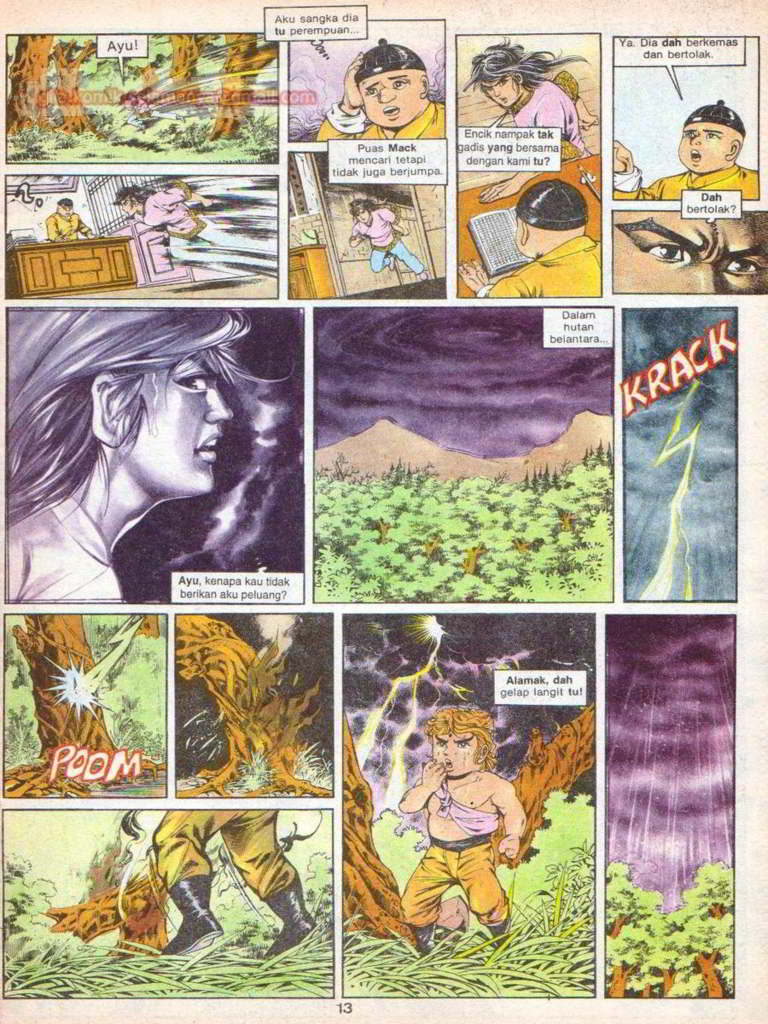 Ayu!
Aku sangka dia
tu perempuan...
Puas Mack
mencari tetapi
tidak juga berjumpa.
Encik nampak tak
gadis yang bersama
dengan kami tu?
Ya. Dia dah berkemas
dan bertolak.
Dah
bertolak?
Ayu, kenapa kau tidak
berikan aku peluang?
Dalam
hutan
belantara...
KRACK
POOM
Alamak, dah
gelap langit tu!
13